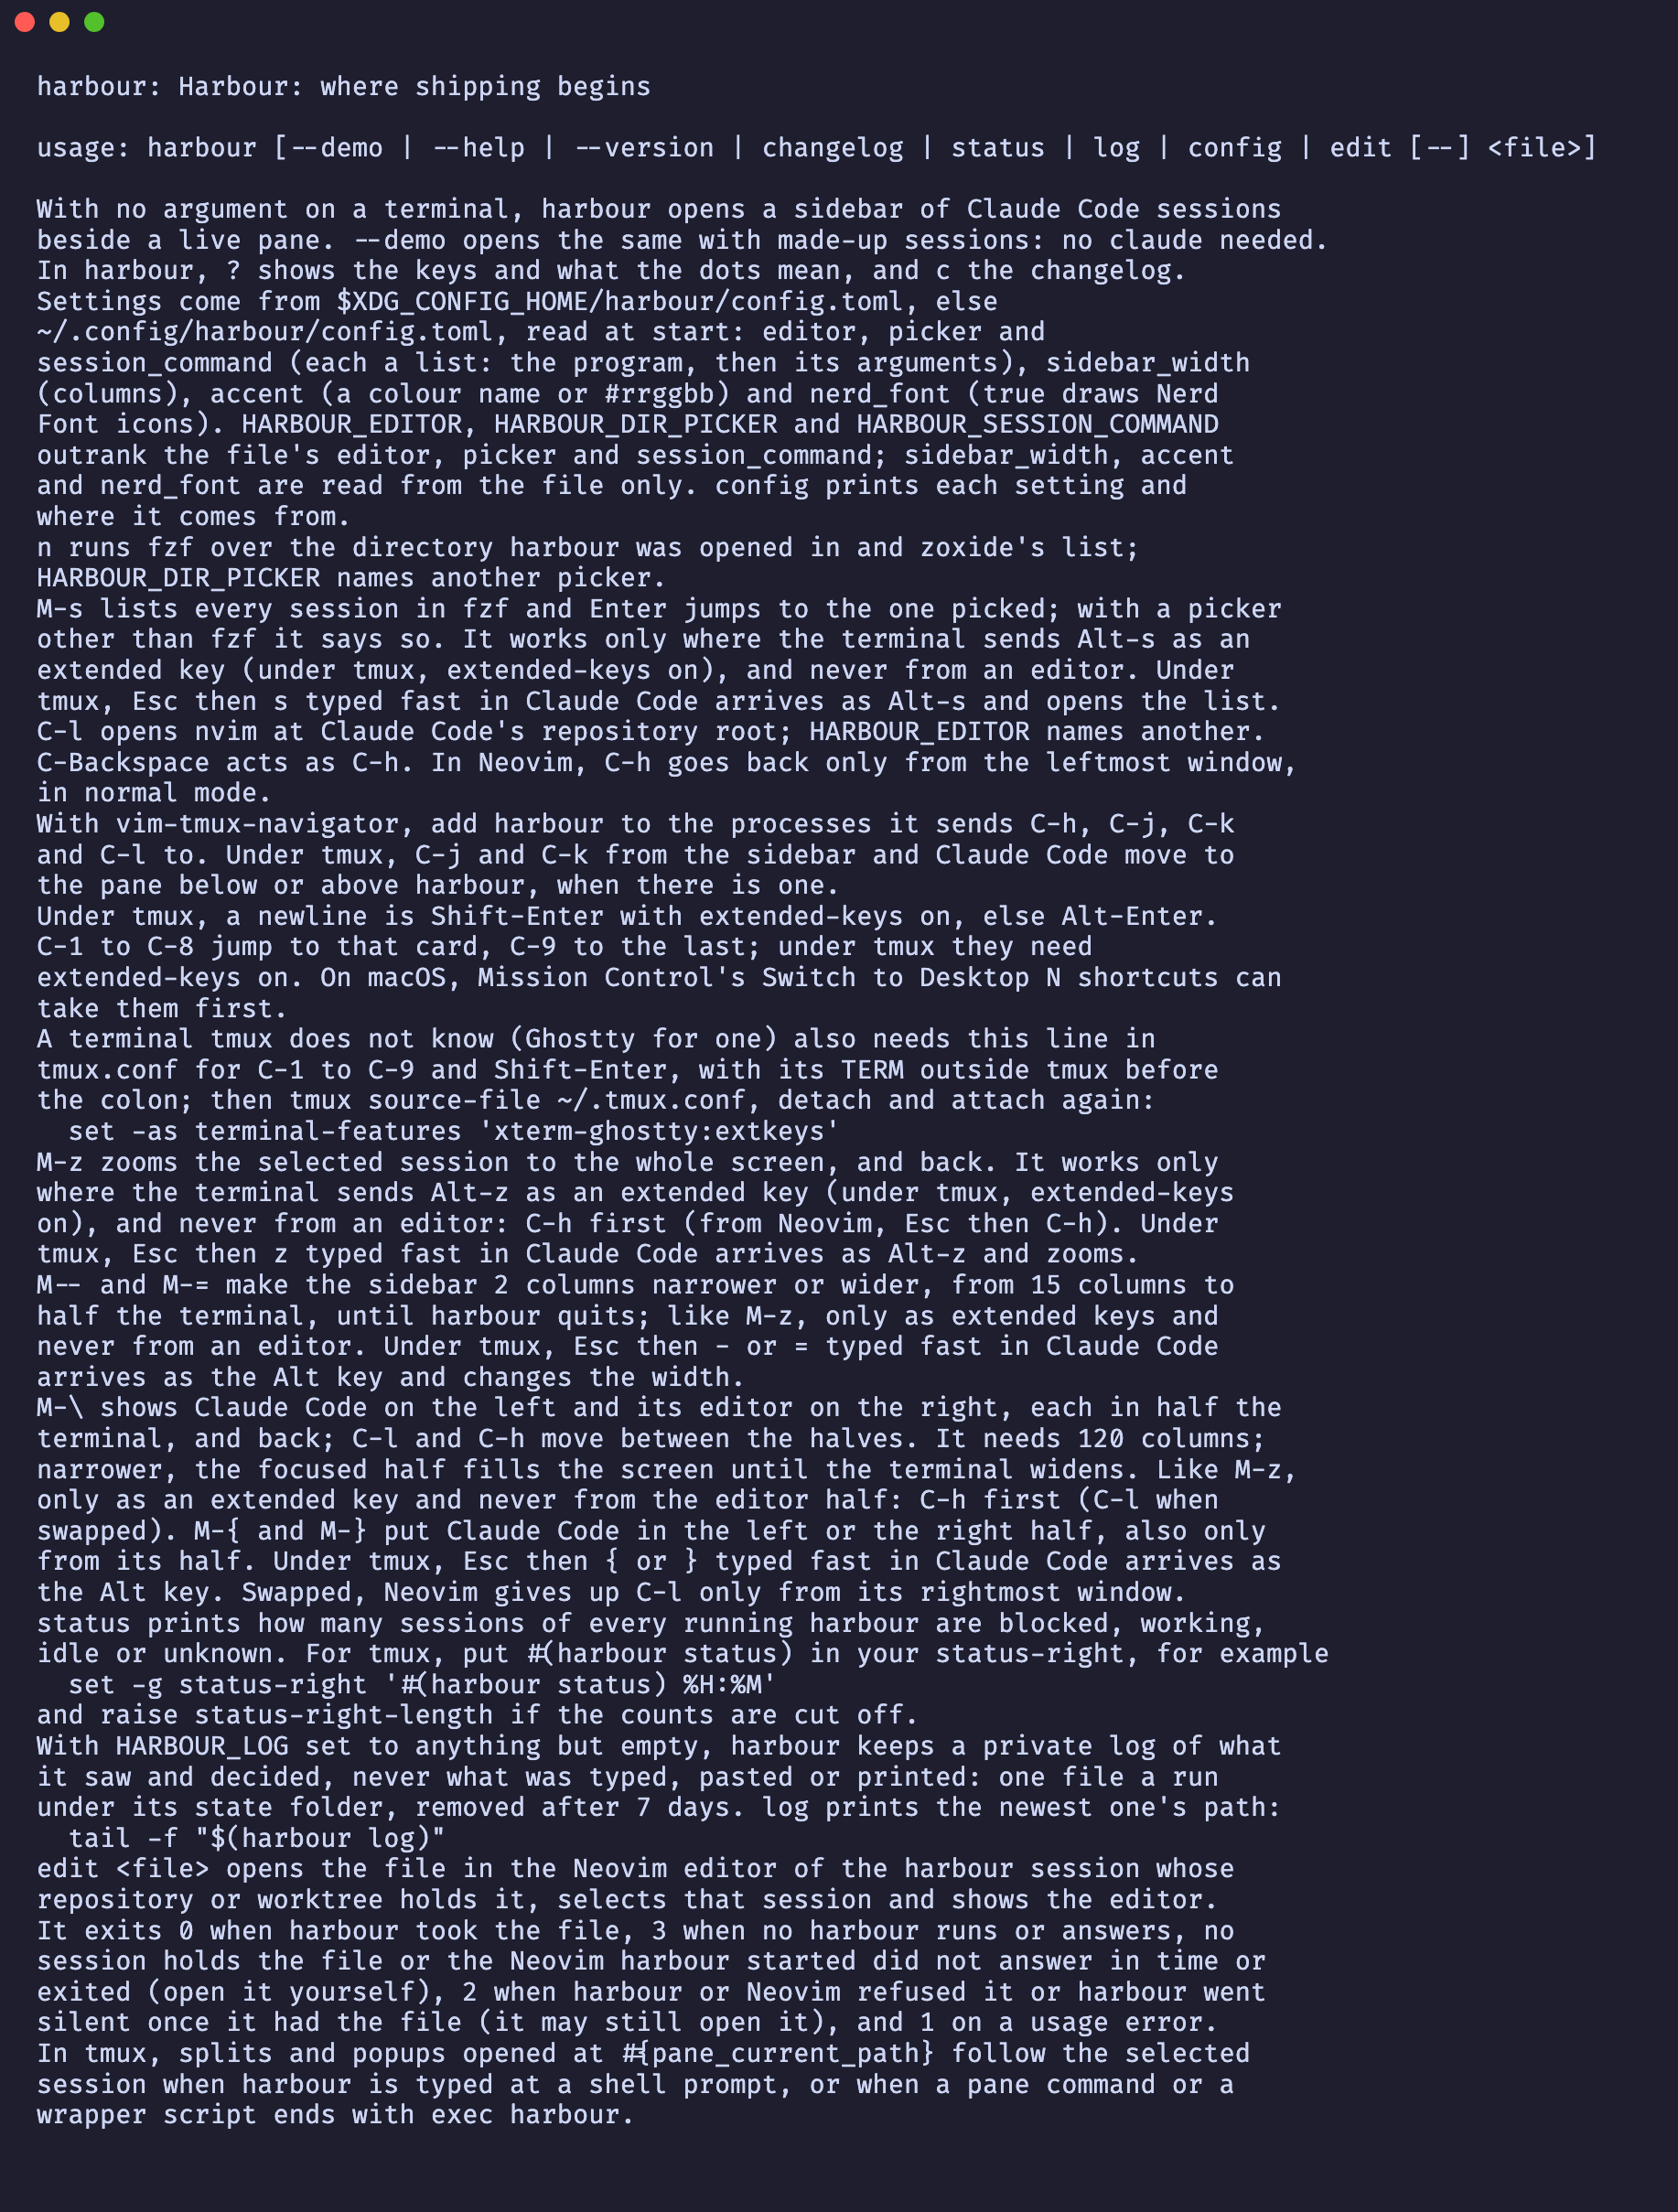 harbour: Harbour: where shipping begins
usage: harbour [--demo | --help | --version | changelog | status | log | config | edit [--] <file>]
With no argument on a terminal, harbour opens a sidebar of Claude Code sessions
beside a live pane. --demo opens the same with made-up sessions: no claude needed.
In harbour, ? shows the keys and what the dots mean, and c the changelog.
Settings come from $XDG_CONFIG_HOME/harbour/config.toml, else
~/.config/harbour/config.toml, read at start: editor, picker and
session_command (each a list: the program, then its arguments), sidebar_width
(columns), accent (a colour name or #rrggbb) and nerd_font (true draws Nerd
Font icons). HARBOUR_EDITOR, HARBOUR_DIR_PICKER and HARBOUR_SESSION_COMMAND
outrank the file's editor, picker and session_command; sidebar_width, accent
and nerd_font are read from the file only. config prints each setting and
where it comes from.
n runs fzf over the directory harbour was opened in and zoxide's list;
HARBOUR_DIR_PICKER names another picker.
M-s lists every session in fzf and Enter jumps to the one picked; with a picker
other than fzf it says so. It works only where the terminal sends Alt-s as an
extended key (under tmux, extended-keys on), and never from an editor. Under
tmux, Esc then s typed fast in Claude Code arrives as Alt-s and opens the list.
C-l opens nvim at Claude Code's repository root; HARBOUR_EDITOR names another.
C-Backspace acts as C-h. In Neovim, C-h goes back only from the leftmost window,
in normal mode.
With vim-tmux-navigator, add harbour to the processes it sends C-h, C-j, C-k
and C-l to. Under tmux, C-j and C-k from the sidebar and Claude Code move to
the pane below or above harbour, when there is one.
Under tmux, a newline is Shift-Enter with extended-keys on, else Alt-Enter.
C-1 to C-8 jump to that card, C-9 to the last; under tmux they need
extended-keys on. On macOS, Mission Control's Switch to Desktop N shortcuts can
take them first.
A terminal tmux does not know (Ghostty for one) also needs this line in
tmux.conf for C-1 to C-9 and Shift-Enter, with its TERM outside tmux before
the colon; then tmux source-file ~/.tmux.conf, detach and attach again:
  set -as terminal-features 'xterm-ghostty:extkeys'
M-z zooms the selected session to the whole screen, and back. It works only
where the terminal sends Alt-z as an extended key (under tmux, extended-keys
on), and never from an editor: C-h first (from Neovim, Esc then C-h). Under
tmux, Esc then z typed fast in Claude Code arrives as Alt-z and zooms.
M-- and M-= make the sidebar 2 columns narrower or wider, from 15 columns to
half the terminal, until harbour quits; like M-z, only as extended keys and
never from an editor. Under tmux, Esc then - or = typed fast in Claude Code
arrives as the Alt key and changes the width.
M-\ shows Claude Code on the left and its editor on the right, each in half the
terminal, and back; C-l and C-h move between the halves. It needs 120 columns;
narrower, the focused half fills the screen until the terminal widens. Like M-z,
only as an extended key and never from the editor half: C-h first (C-l when
swapped). M-{ and M-} put Claude Code in the left or the right half, also only
from its half. Under tmux, Esc then { or } typed fast in Claude Code arrives as
the Alt key. Swapped, Neovim gives up C-l only from its rightmost window.
status prints how many sessions of every running harbour are blocked, working,
idle or unknown. For tmux, put #(harbour status) in your status-right, for example
  set -g status-right '#(harbour status) %H:%M'
and raise status-right-length if the counts are cut off.
With HARBOUR_LOG set to anything but empty, harbour keeps a private log of what
it saw and decided, never what was typed, pasted or printed: one file a run
under its state folder, removed after 7 days. log prints the newest one's path:
  tail -f "$(harbour log)"
edit <file> opens the file in the Neovim editor of the harbour session whose
repository or worktree holds it, selects that session and shows the editor.
It exits 0 when harbour took the file, 3 when no harbour runs or answers, no
session holds the file or the Neovim harbour started did not answer in time or
exited (open it yourself), 2 when harbour or Neovim refused it or harbour went
silent once it had the file (it may still open it), and 1 on a usage error.
In tmux, splits and popups opened at #{pane_current_path} follow the selected
session when harbour is typed at a shell prompt, or when a pane command or a
wrapper script ends with exec harbour.